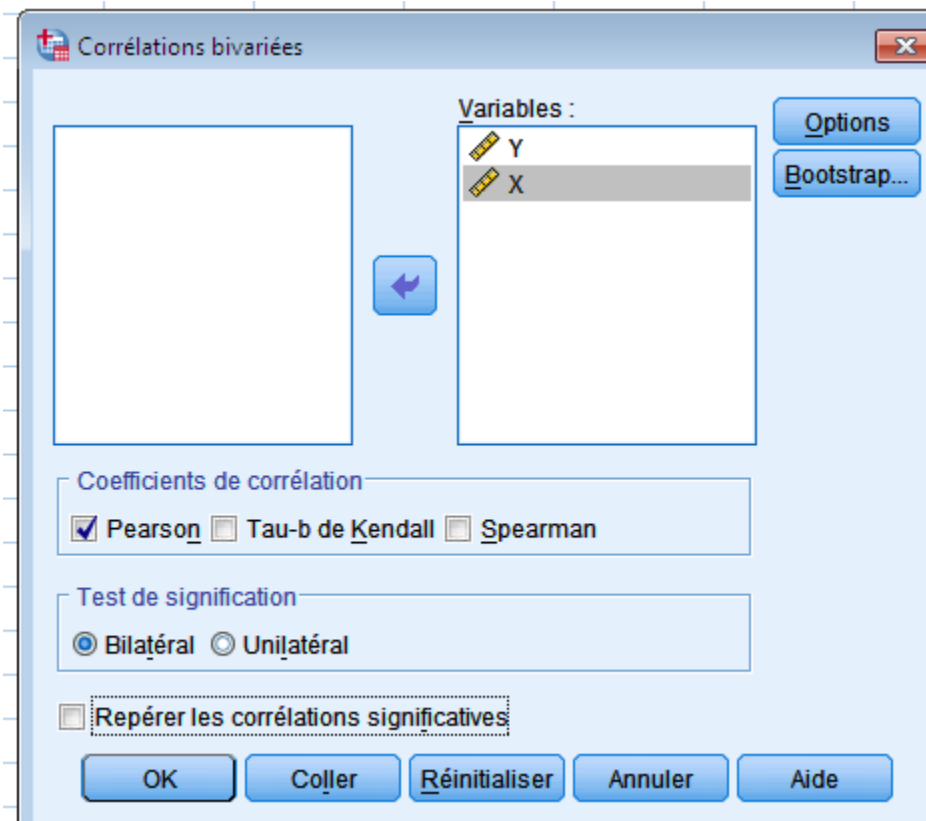 Corrélations bivariées
Variables :
Y
X
Options
Bootstrap...
Coefficients de corrélation
Pearson Tau-b de Kendall Spearman
Test de signification
Bilatéral Unilatéral
Repérer les corrélations significatives
OK Coller Réinitialiser Annuler Aide